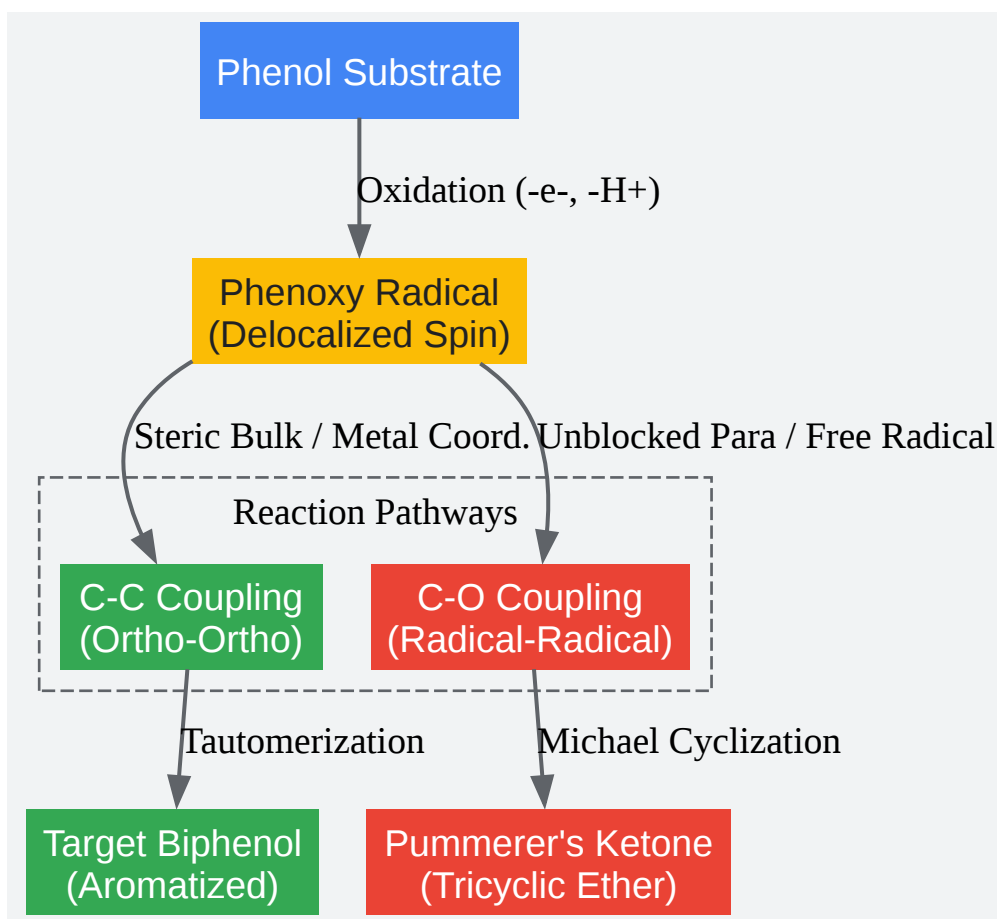 Phenol Substrate
Oxidation (-e-, -H+)
Phenoxy Radical
(Delocalized Spin)
Steric Bulk / Metal Coord.
Unblocked Para / Free Radical
Reaction Pathways
C-C Coupling
(Ortho-Ortho)
C-O Coupling
(Radical-Radical)
Tautomerization
Michael Cyclization
Target Biphenol
(Aromatized)
Pummerer's Ketone
(Tricyclic Ether)